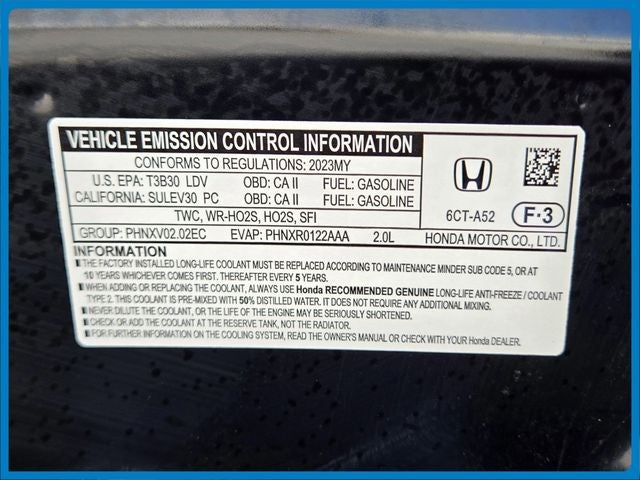 VEHICLE EMISSION CONTROL INFORMATION
CONFORMS TO REGULATIONS: 2023MY
U.S. EPA: T3B30 LDV OBD: CA II FUEL: GASOLINE
CALIFORNIA: SULEV30 PC OBD: CA II FUEL: GASOLINE
TWC, WR-HO2S, HO2S, SFI
GROUP: PHNXV02.02EC EVAP: PHNXR0122AAA 2.0L
6CT-A52 F-3
HONDA MOTOR CO., LTD.
INFORMATION
THE FACTORY INSTALLED LONG-LIFE COOLANT MUST BE REPLACED ACCORDING TO MAINTENANCE MINDER SUB CODE 5, OR AT
10 YEARS WHICHEVER COMES FIRST. THEREAFTER EVERY 5 YEARS.
WHEN ADDING OR REPLACING THE COOLANT, ALWAYS USE Honda RECOMMENDED GENUINE LONG-LIFE ANTI-FREEZE / COOLANT
TYPE 2. THIS COOLANT IS PRE-MIXED WITH 50% DISTILLED WATER. IT DOES NOT REQUIRE ANY ADDITIONAL MIXING.
NEVER DILUTE THE COOLANT, OR THE LIFE OF THE ENGINE MAY BE SERIOUSLY SHORTENED.
CHECK OR ADD THE COOLANT AT THE RESERVE TANK, NOT THE RADIATOR.
FOR FURTHER INFORMATION ON THE COOLING SYSTEM, READ THE OWNER'S MANUAL OR CHECK WITH YOUR Honda DEALER.